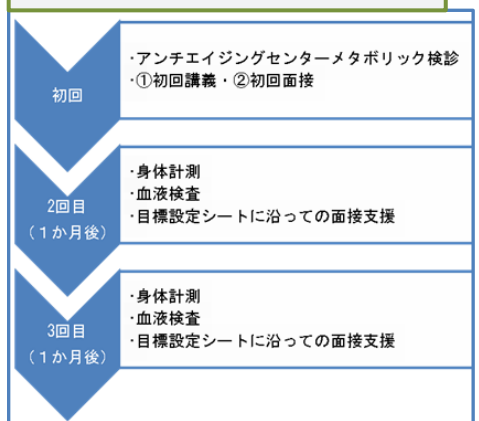 初回
・アンチエイジングセンターメタボリック検診
・①初回講義・②初回面接
2回目
（１か月後）
・身体計測
・血液検査
・目標設定シートに沿っての面接支援
3回目
（１か月後）
・身体計測
・血液検査
・目標設定シートに沿っての面接支援